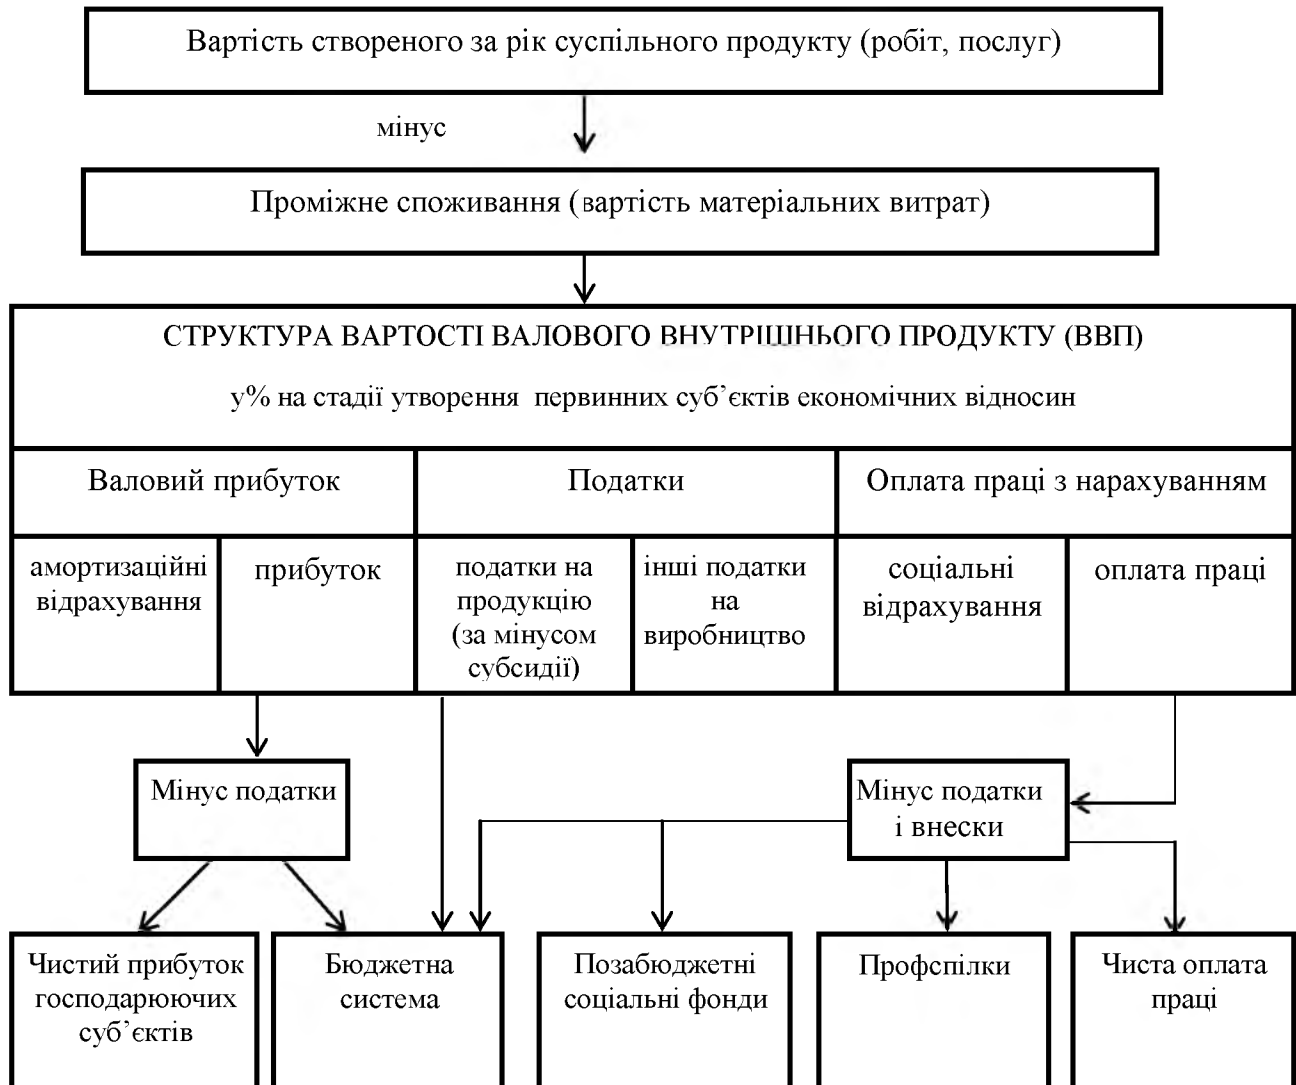 Вартість створеного за рік суспільного продукту (робіт, послуг)
мінус
Проміжне споживання (вартість матеріальних витрат)
СТРУКТУРА ВАРТОСТІ ВАЛОВОГО ВНУТРІШНЬОГО ПРОДУКТУ (ВВП)
у% на стадії утворення первинних суб’єктів економічних відносин
Валовий прибуток
Податки
Оплата праці з нарахуванням
амортизаційні
відрахування
прибуток
податки на
продукцію
(за мінусом
субсидії)
інші податки
на
виробництво
соціальні
відрахування
оплата праці
Мінус податки
Мінус податки
і внески
Чистий прибуток
господарюючих
суб’єктів
Бюджетна
система
Позабюджетні
соціальні фонди
Профспілки
Чиста оплата
праці